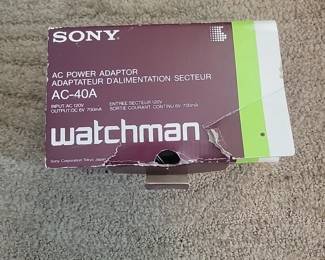 SONY
AC POWER ADAPTOR
ADAPTATEUR D'ALIMENTATION SECTEUR
AC-40A
INPUT:AC 120V
OUTPUT:DC 6V 700mA
ENTRÉE SECTEUR 120V
SORTIE COURANT CONTINU 6V 700mA
watchman
Sony Corporation Tokyo, Japan